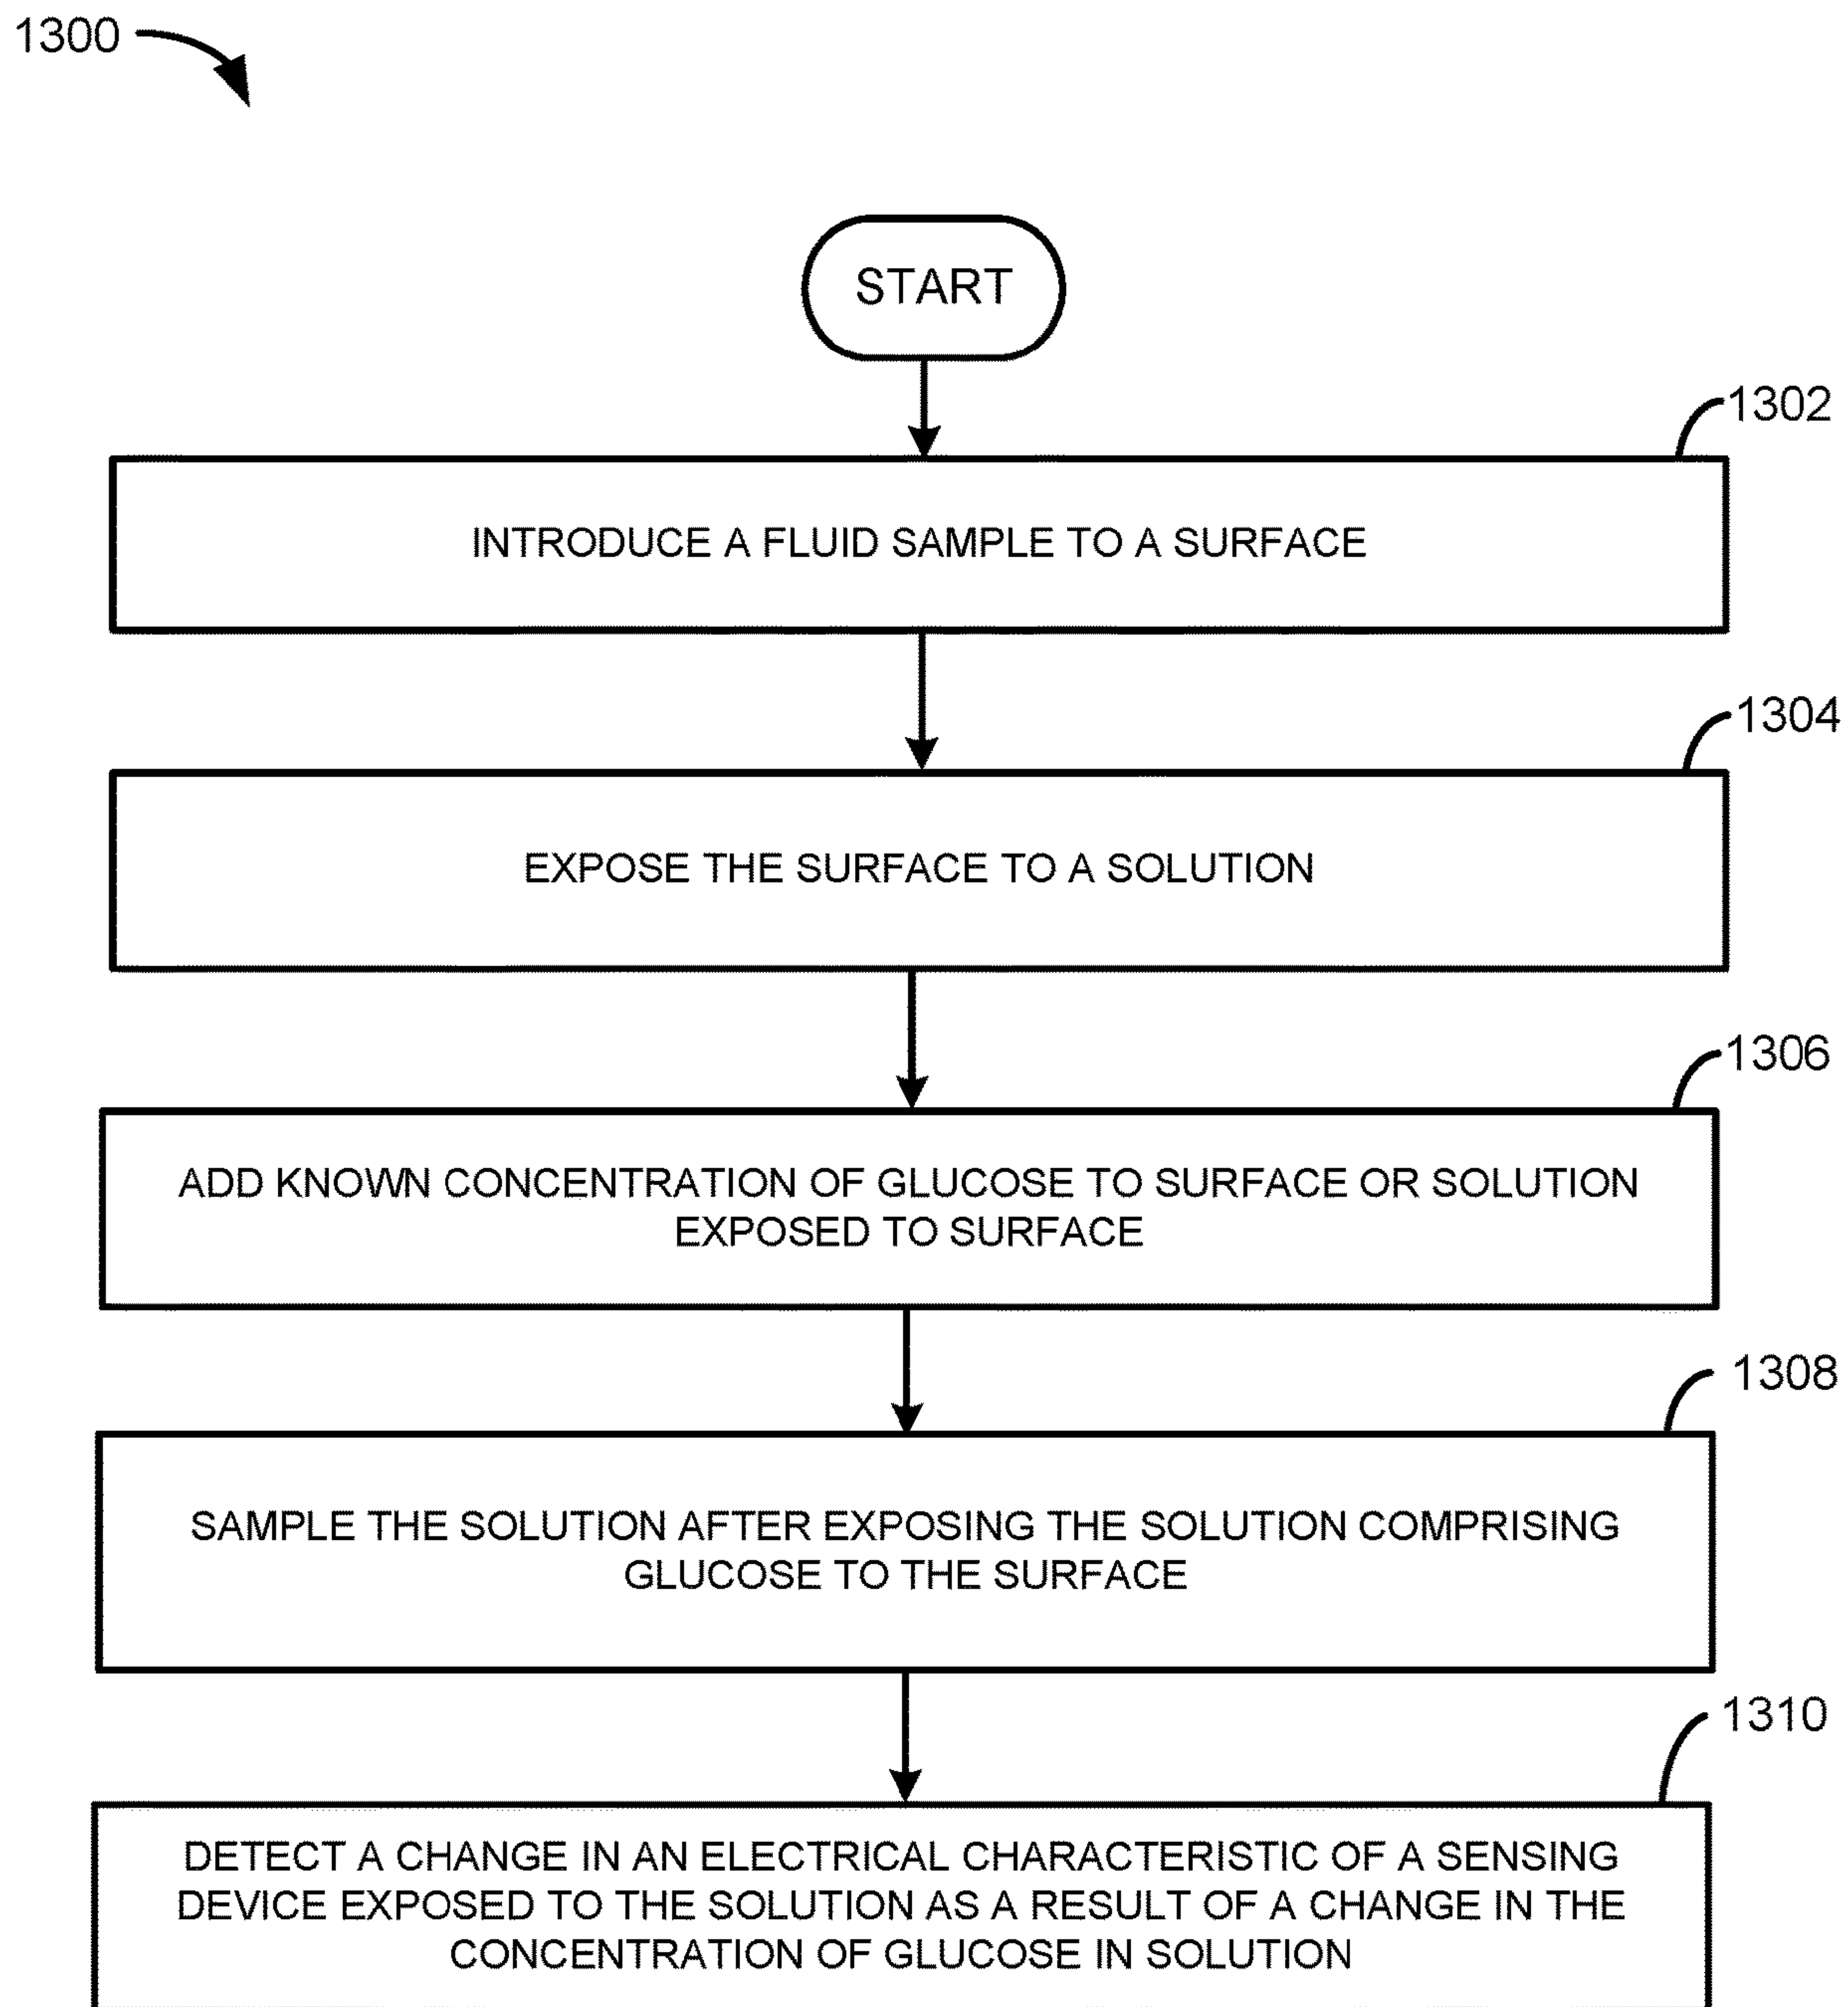 1300
START
1302
INTRODUCE A FLUID SAMPLE TO A SURFACE
1304
EXPOSE THE SURFACE TO A SOLUTION
1306
ADD KNOWN CONCENTRATION OF GLUCOSE TO SURFACE OR SOLUTION
EXPOSED TO SURFACE
1308
SAMPLE THE SOLUTION AFTER EXPOSING THE SOLUTION COMPRISING
GLUCOSE TO THE SURFACE
1310
DETECT A CHANGE IN AN ELECTRICAL CHARACTERISTIC OF A SENSING
DEVICE EXPOSED TO THE SOLUTION AS A RESULT OF A CHANGE IN THE
CONCENTRATION OF GLUCOSE IN SOLUTION